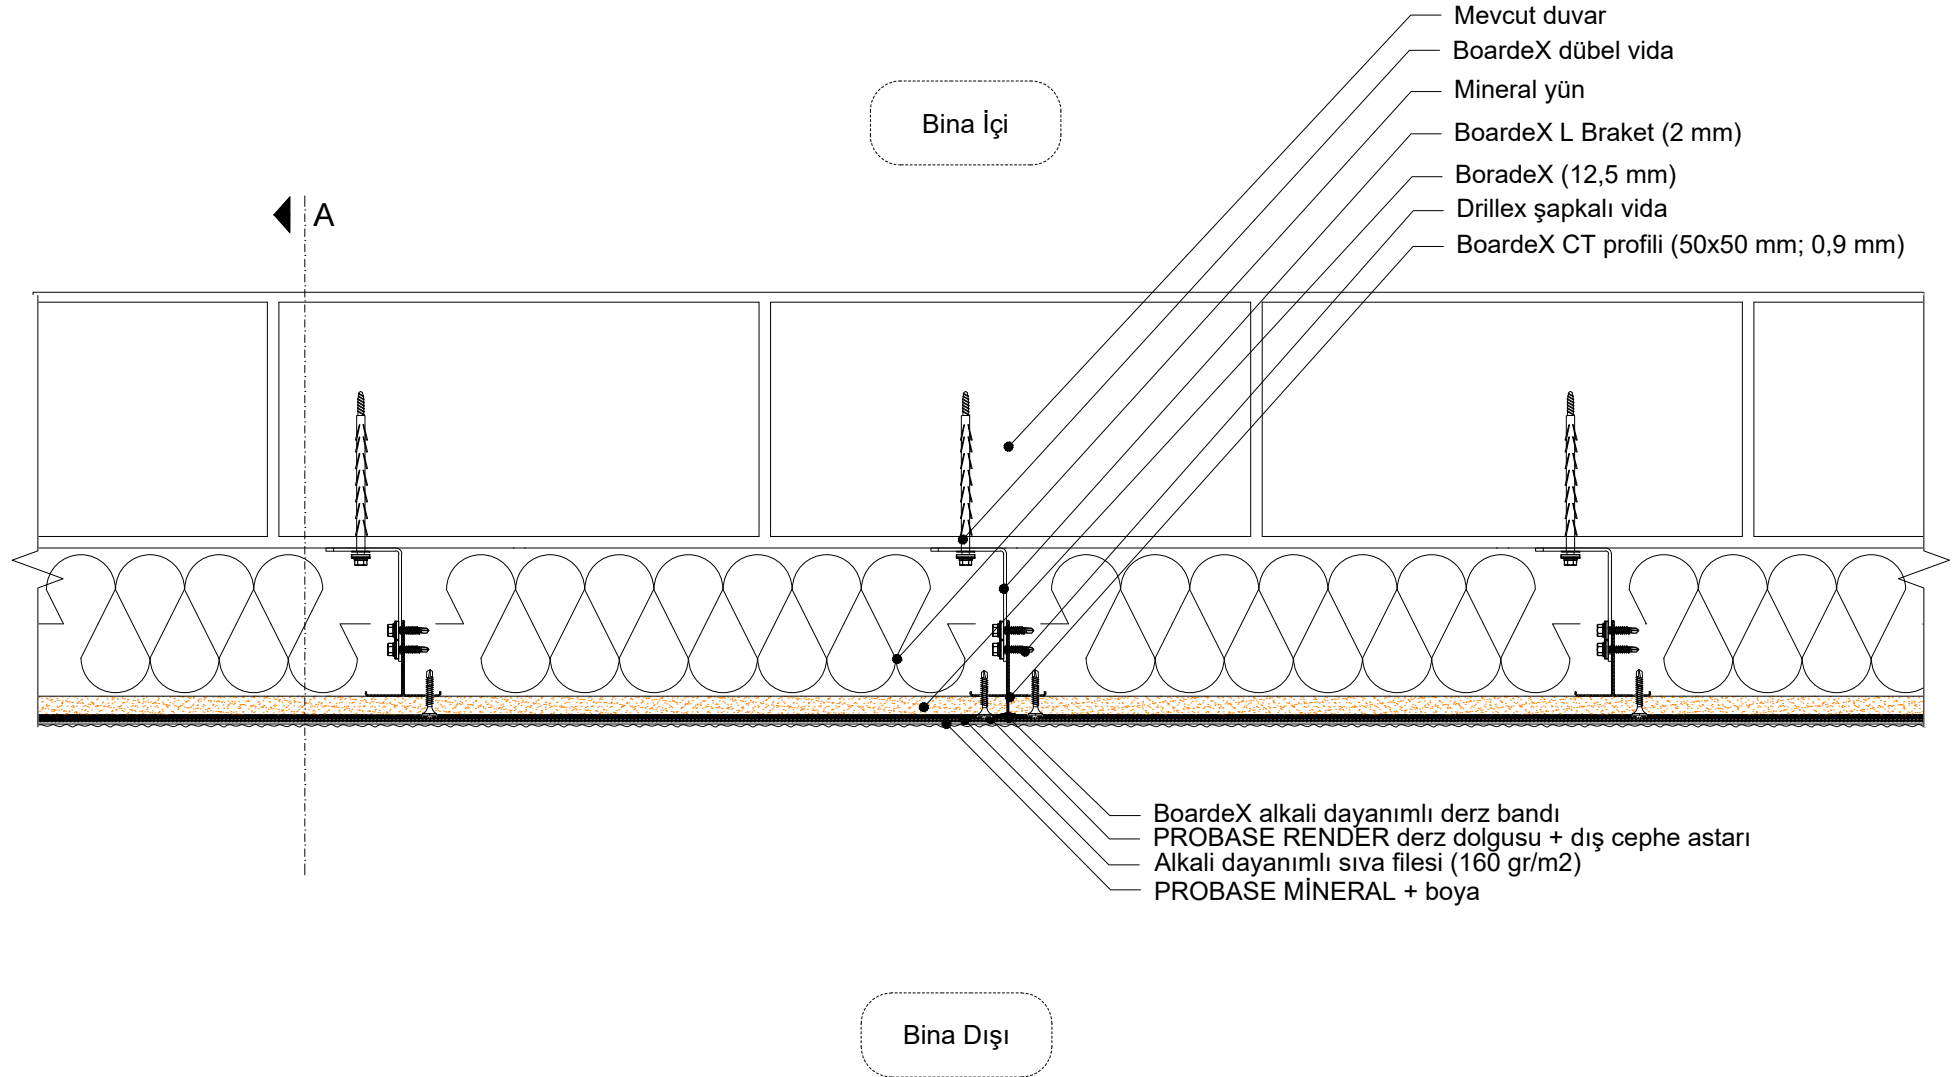 Mevcut duvar
BoardeX dübel vida
Mineral yün
BoardeX L Braket (2 mm)
BoradeX (12,5 mm)
Drillex şapkalı vida
BoardeX CT profili (50x50 mm; 0,9 mm)
Bina İçi
A
BoardeX alkali dayanımlı derz bandı
PROBASE RENDER derz dolgusu + dış cephe astarı
Alkali dayanımlı sıva filesi (160 gr/m2)
PROBASE MİNERAL + boya
Bina Dışı